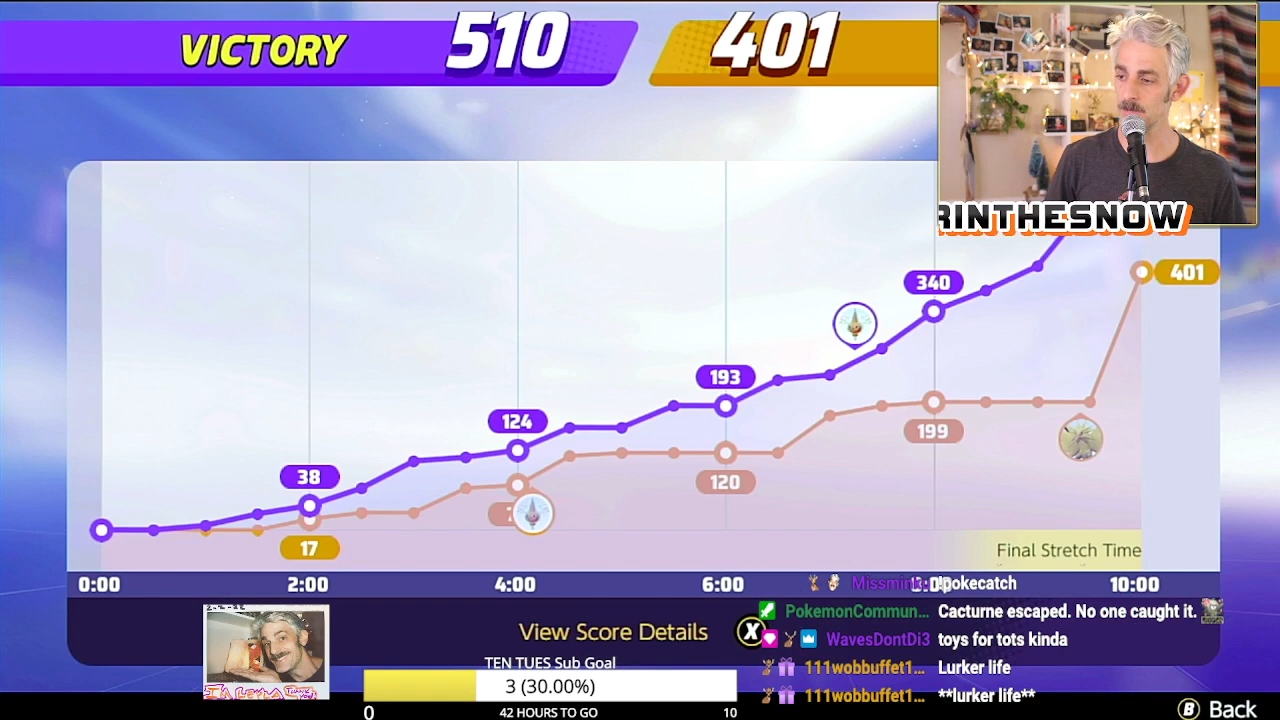 VICTORY 510 401
RINTHESNOW
340
401
193
124
199
38
120
17
Final Stretch Time
0:00 2:00 4:00 6:00 8:00 10:00
!pokecatch
PokemonCommun... Cacturne escaped. No one caught it.
View Score Details X
WavesDontDi3 toys for tots kinda
TEN TUES Sub Goal
111wobbuffet1... Lurker life
3 (30.00%)
111wobbuffet1... **lurker life**
0 42 HOURS TO GO 10
B Back